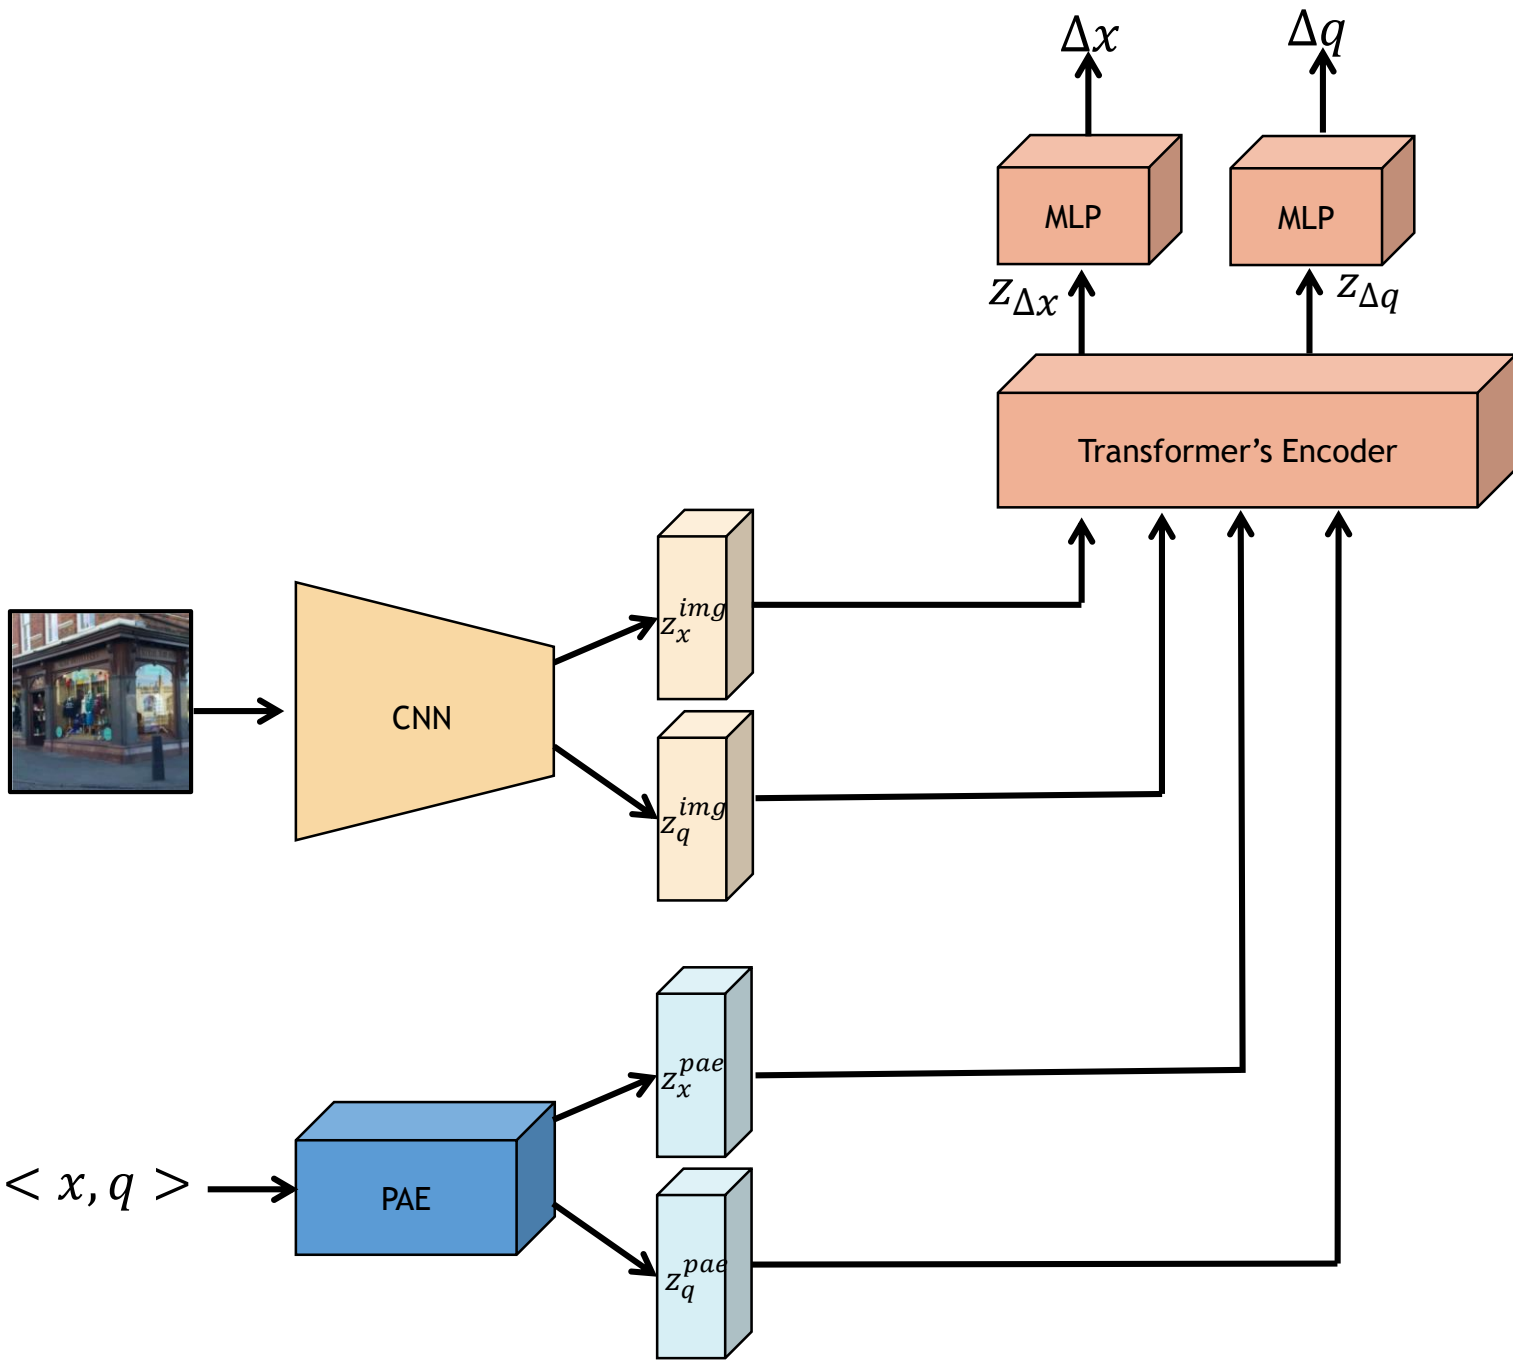 Δx
Δq
MLP
MLP
z_{Δx}
z_{Δq}
Transformer's Encoder
z_x^{img}
CNN
z_q^{img}
z_x^{pae}
< x, q >
PAE
z_q^{pae}